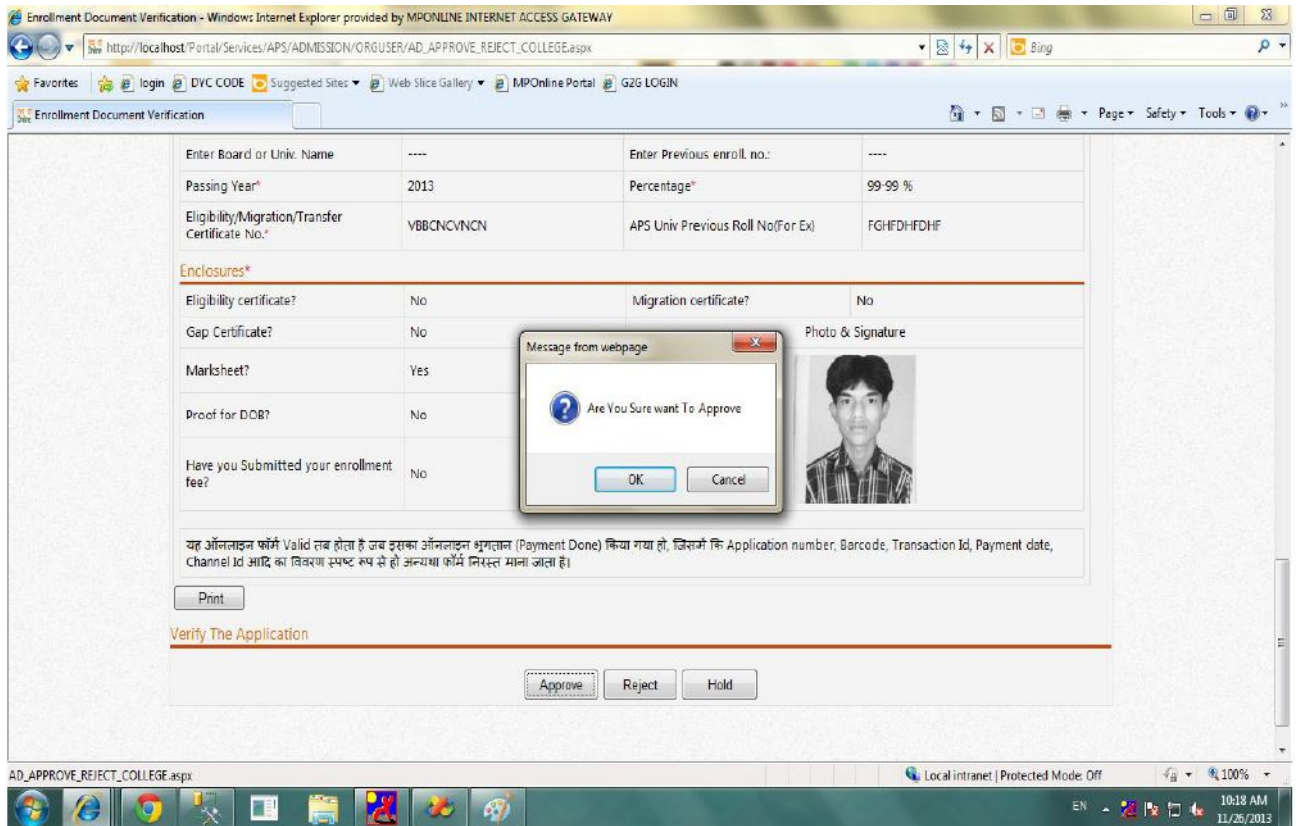 Enrollment Document Verification - Windows Internet Explorer provided by MPONLINE INTERNET ACCESS GATEWAY
http://localhost/Portal/Services/APS/ADMISSION/ORGUSER/AD_APPROVE_REJECT_COLLEGE.aspx
Bing
Favorites login DVC CODE Suggested Sites Web Slice Gallery MPOnline Portal G2G LOGIN
Enrollment Document Verification
Page Safety Tools
Enter Board or Univ. Name ---- Enter Previous enroll. no.: ----
Passing Year* 2013 Percentage* 99-99 %
Eligibility/Migration/Transfer Certificate No.* VBBCNCVNCN APS Univ Previous Roll No(For Ex) FGHFDHFDHF
Enclosures*
Eligibility certificate? No Migration certificate? No
Gap Certificate? No Photo & Signature
Marksheet? Yes
Proof for DOB? No
Have you Submitted your enrollment fee? No
Message from webpage
Are You Sure want To Approve
OK Cancel
यह ऑनलाइन फॉर्म Valid तब होता है जब इसका ऑनलाइन भुगतान (Payment Done) किया गया हो, जिसमें कि Application number, Barcode, Transaction Id, Payment date,
Channel Id आदि का विवरण स्पष्ट रूप से हो अन्यथा फॉर्म निरस्त माना जाता है।
Print
Verify The Application
Approve Reject Hold
AD_APPROVE_REJECT_COLLEGE.aspx
Local intranet | Protected Mode: Off
100%
EN
10:18 AM
11/26/2013